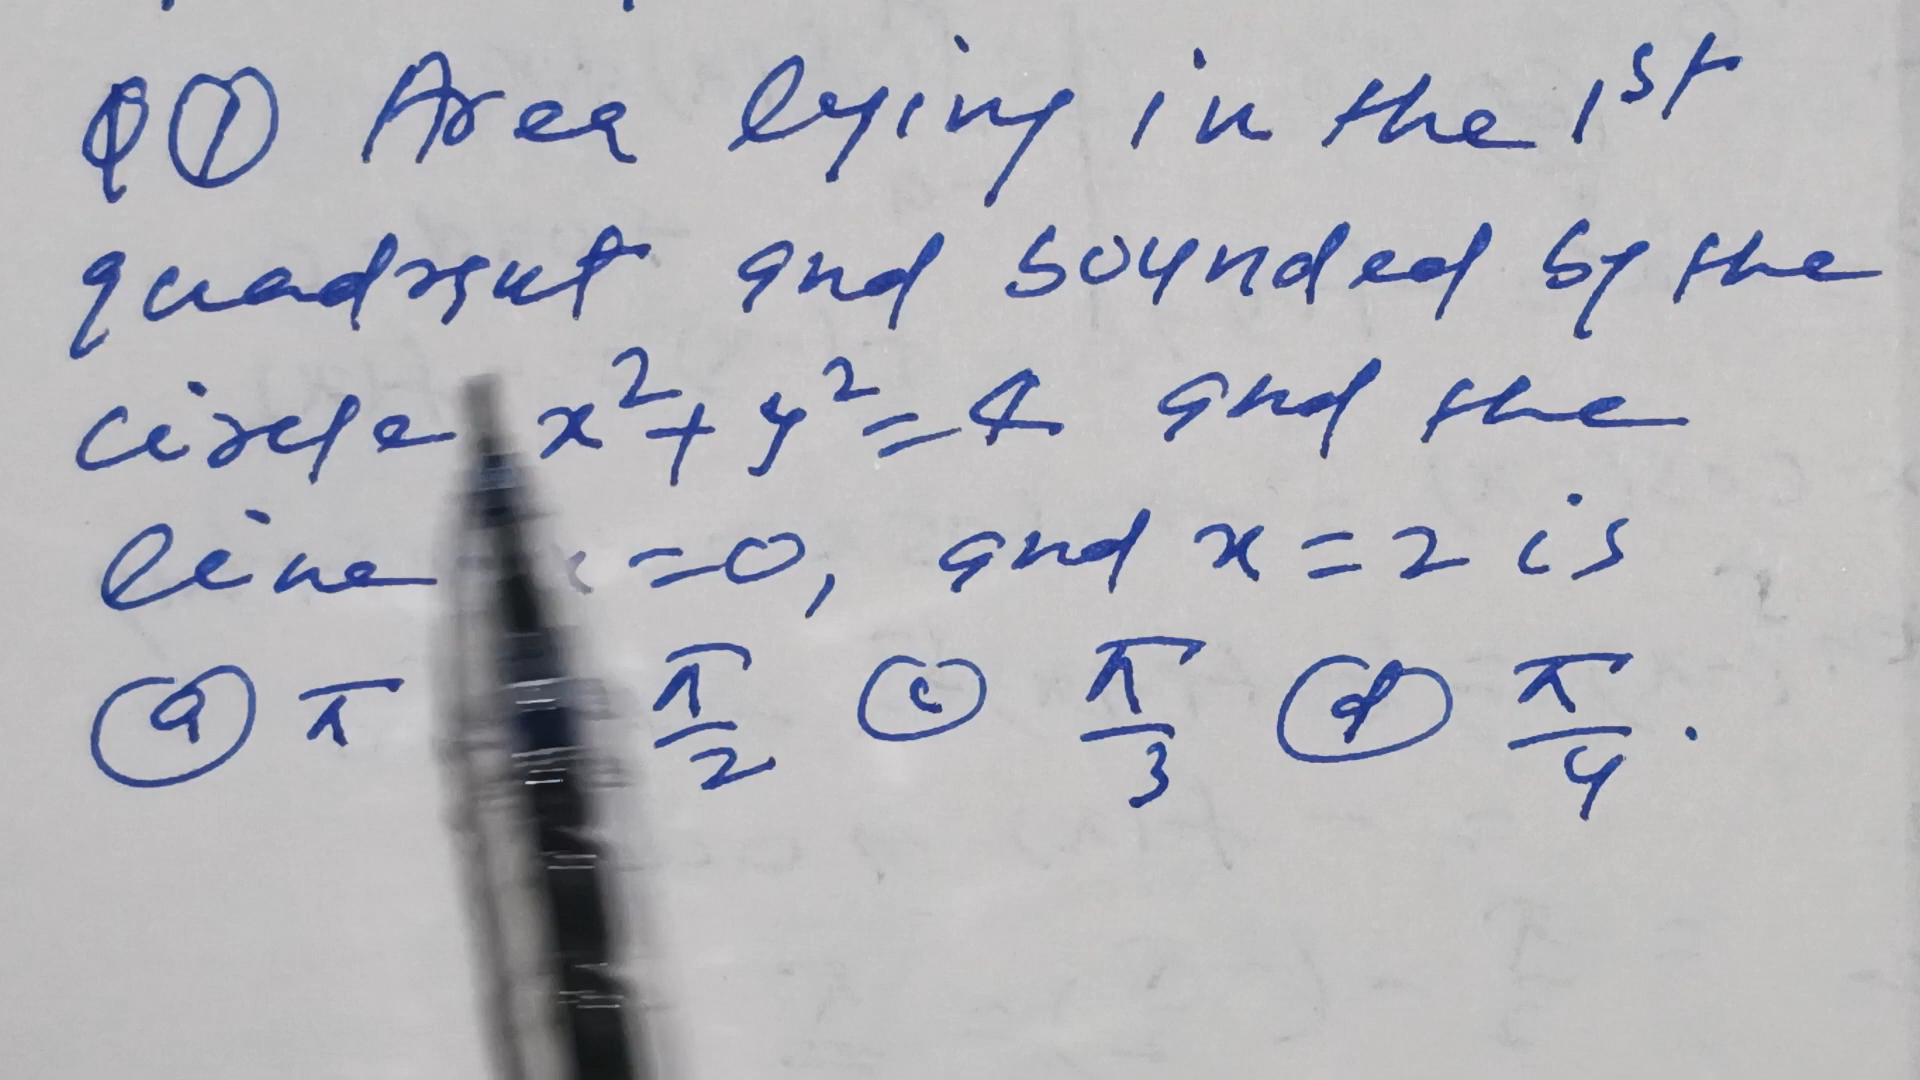 Q① Area lying in the 1st
quadrant and bounded by the
circle x²+y²=4 and the
line x=0, and x=2 is
ⓐ π π/2 ⓒ π/3 ⓓ π/4.